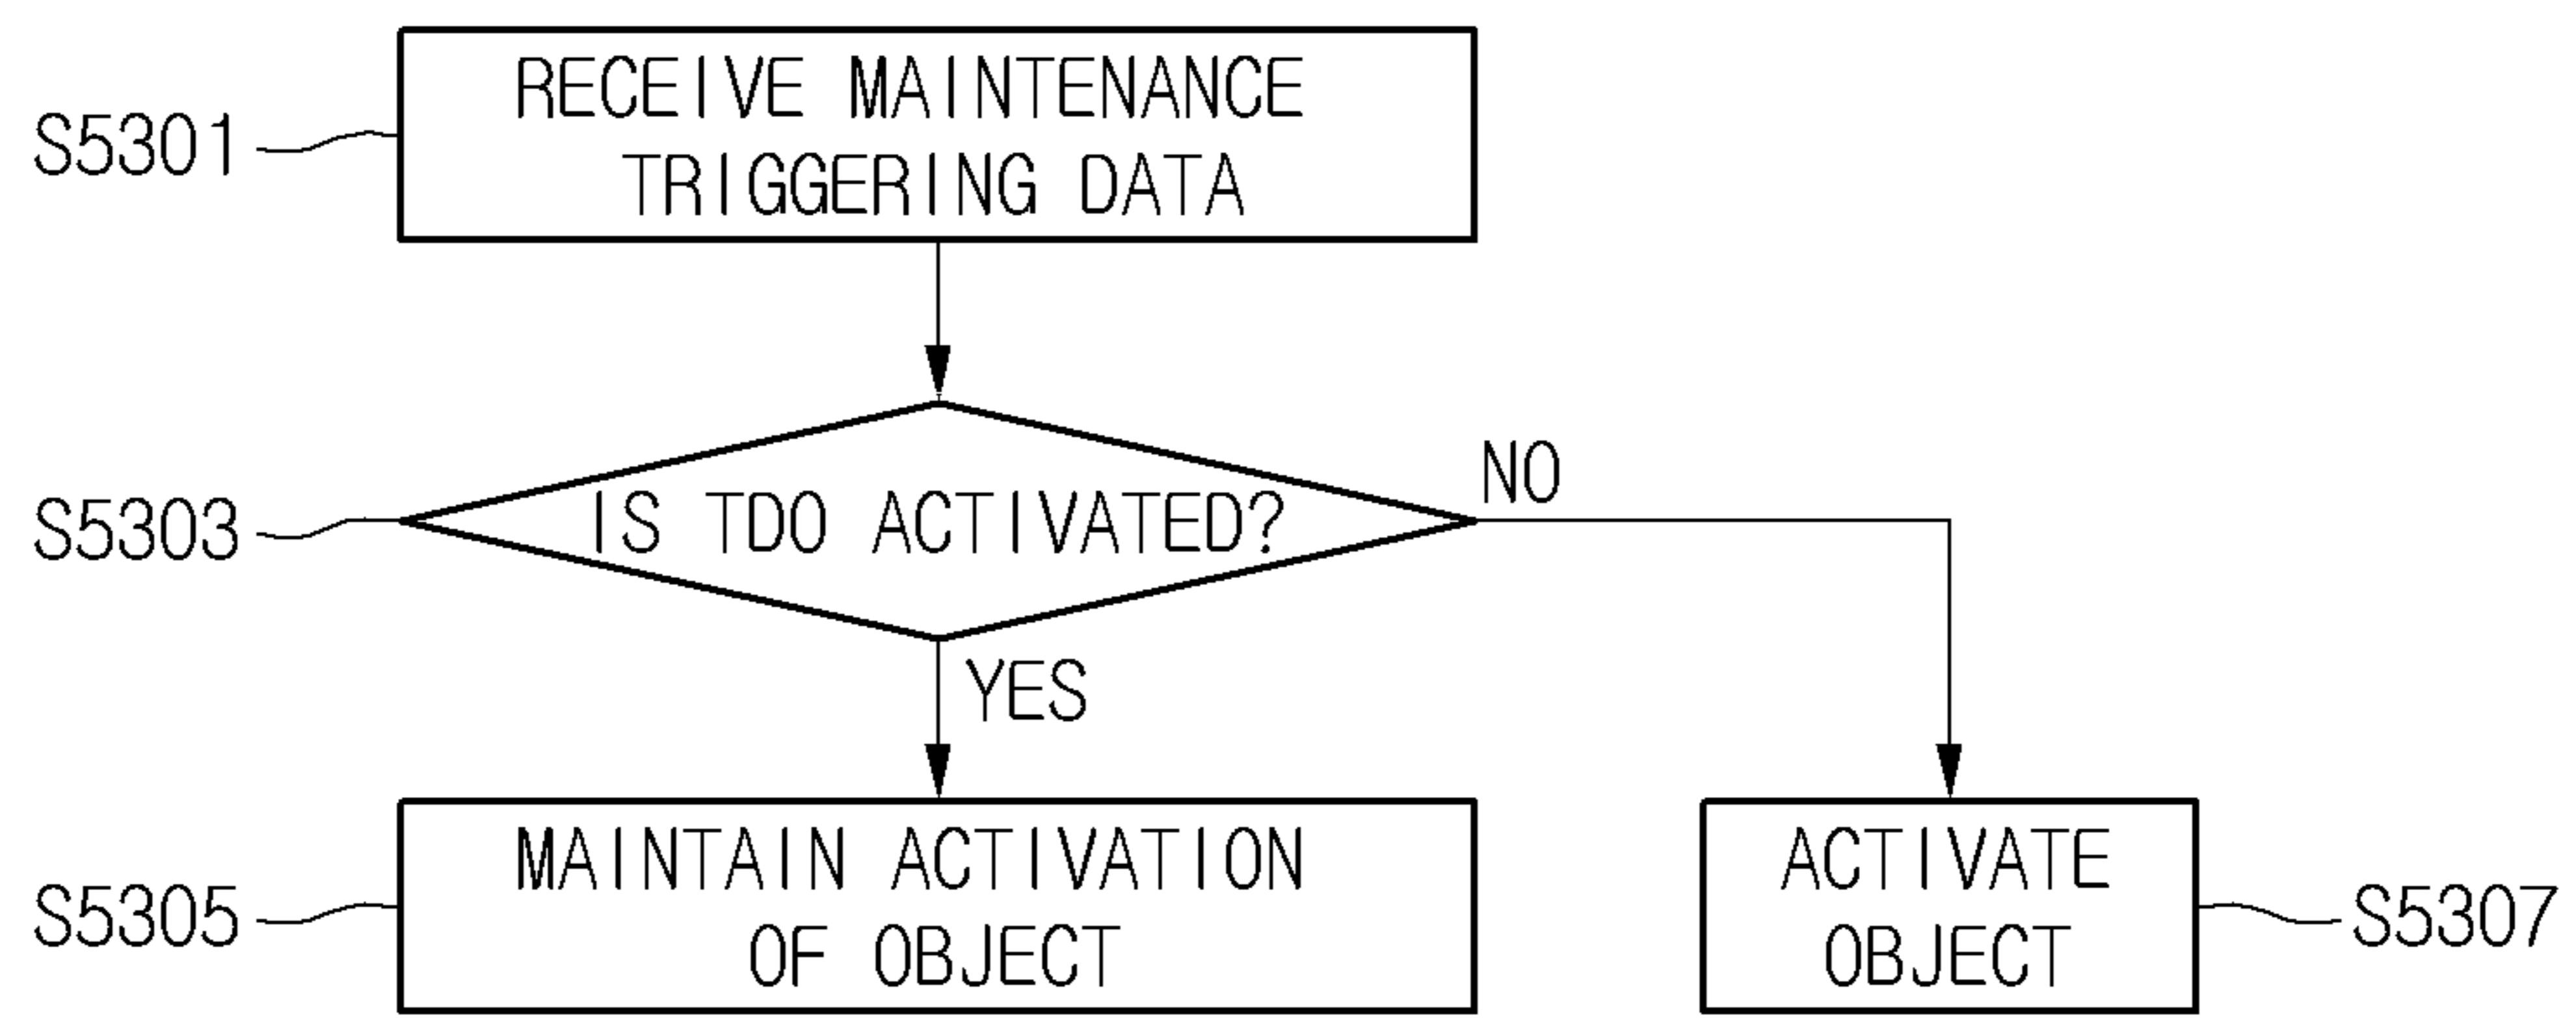 RECEIVE MAINTENANCE
TRIGGERING DATA
S5301
NO
IS TDO ACTIVATED?
S5303
YES
MAINTAIN ACTIVATION
OF OBJECT
S5305
ACTIVATE
OBJECT
S5307